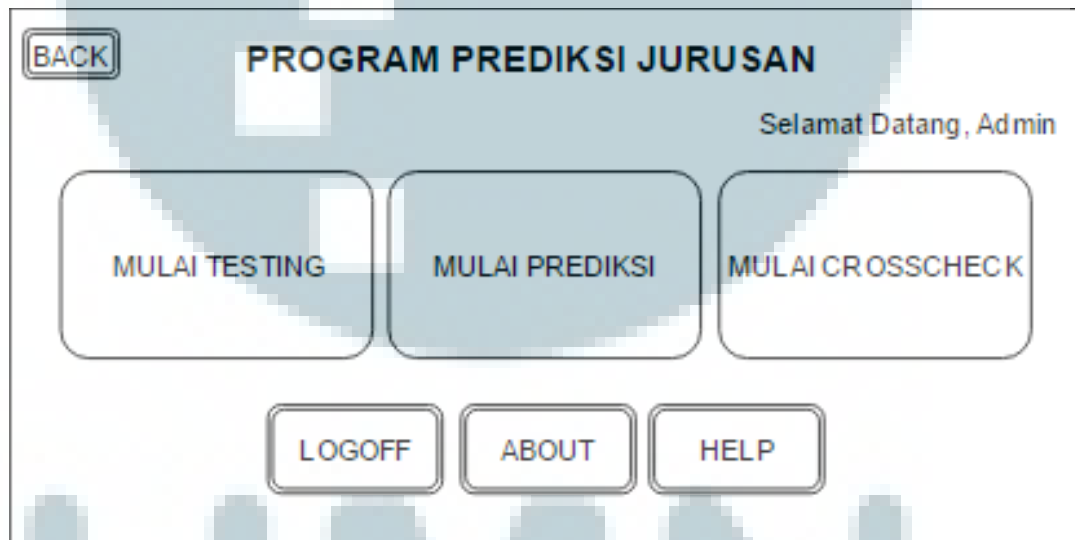 BACK
PROGRAM PREDIKSI JURUSAN
Selamat Datang, Admin
MULAI TESTING
MULAI PREDIKSI
MULAI CROSSCHECK
LOGOFF
ABOUT
HELP